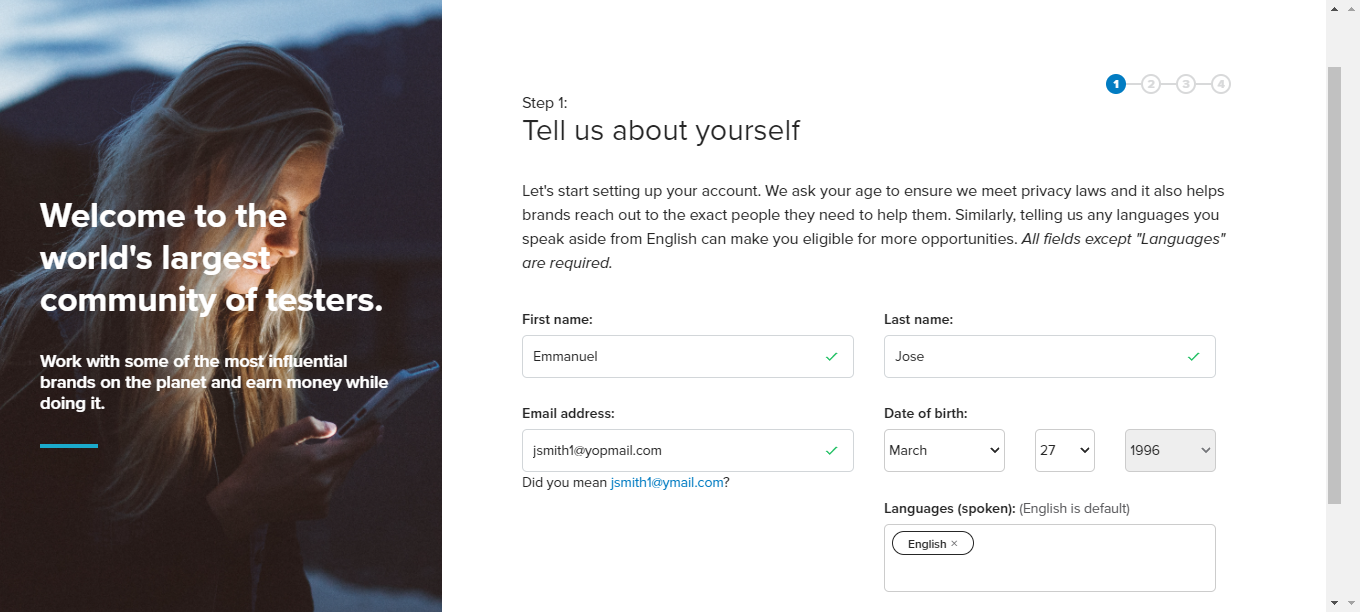 Welcome to the
world's largest
community of testers.
Work with some of the most influential
brands on the planet and earn money while
doing it.
1 2 3 4
Step 1:
Tell us about yourself
Let's start setting up your account. We ask your age to ensure we meet privacy laws and it also helps
brands reach out to the exact people they need to help them. Similarly, telling us any languages you
speak aside from English can make you eligible for more opportunities. All fields except "Languages"
are required.
First name: Last name:
Emmanuel Jose
Email address: Date of birth:
jsmith1@yopmail.com March 27 1996
Did you mean jsmith1@ymail.com?
Languages (spoken): (English is default)
English ×